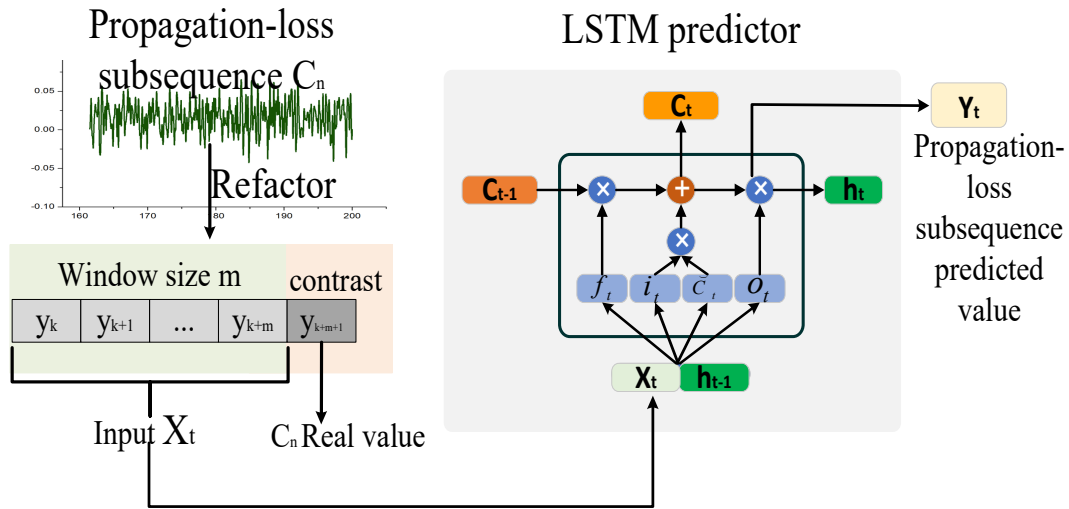 Propagation-loss
subsequence Cₙ
0.05
0.00
-0.05
-0.10
160
170
180
190
200
Refactor
Window size m
contrast
yₖ
yₖ₊₁
...
yₖ₊ₘ
yₖ₊ₘ₊₁
Input Xₜ
Cₙ Real value
LSTM predictor
Cₜ
Cₜ₋₁
×
+
×
hₜ
×
fₜ
iₜ
C̃ₜ
oₜ
Xₜ
hₜ₋₁
Yₜ
Propagation-
loss
subsequence
predicted
value